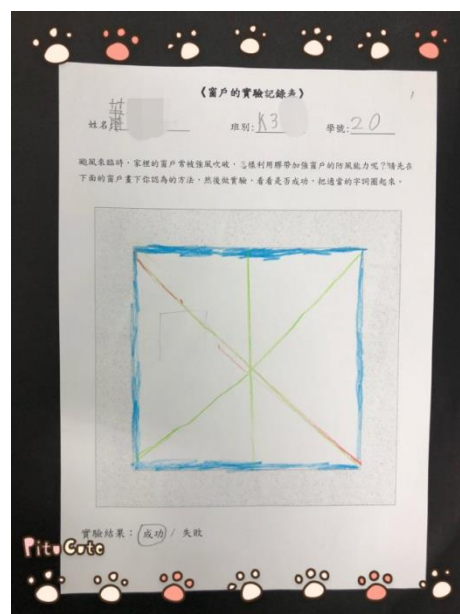 《窗戶的實驗記錄表》
姓名: 班別: K3 學號: 20
颱風來臨時，家裡的窗戶常被強風吹破，怎樣利用膠帶加強窗戶的防風能力呢？請先在
下面的窗戶畫下你認為的方法，然後做實驗，看看是否成功，把適當的字詞圈起來。
實驗結果： 成功 / 失敗
Pitu Cute